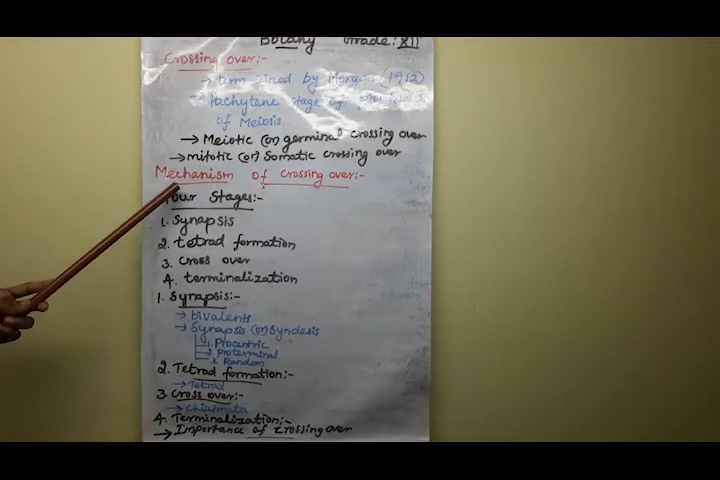 Botany Grade: XII
Crossing over:-
→ term coined by Morgan (1912)
→ Pachytene stage of prophase I
of Meiosis.
→ Meiotic (or) germinal crossing over
→ mitotic (or) Somatic crossing over
Mechanism of crossing over:-
Four Stages:-
1. Synapsis
2. tetrad formation
3. Cross over
4. terminalization
1. Synapsis:-
→ bivalents
→ Synapsis (or) Syndesis
1. Procentric
2. Proterminal
3. Random
2. Tetrad formation:-
→ Tetrad
3. Cross over:-
→ Chiasmata
4. Terminalization:-
→ Importance of crossing over